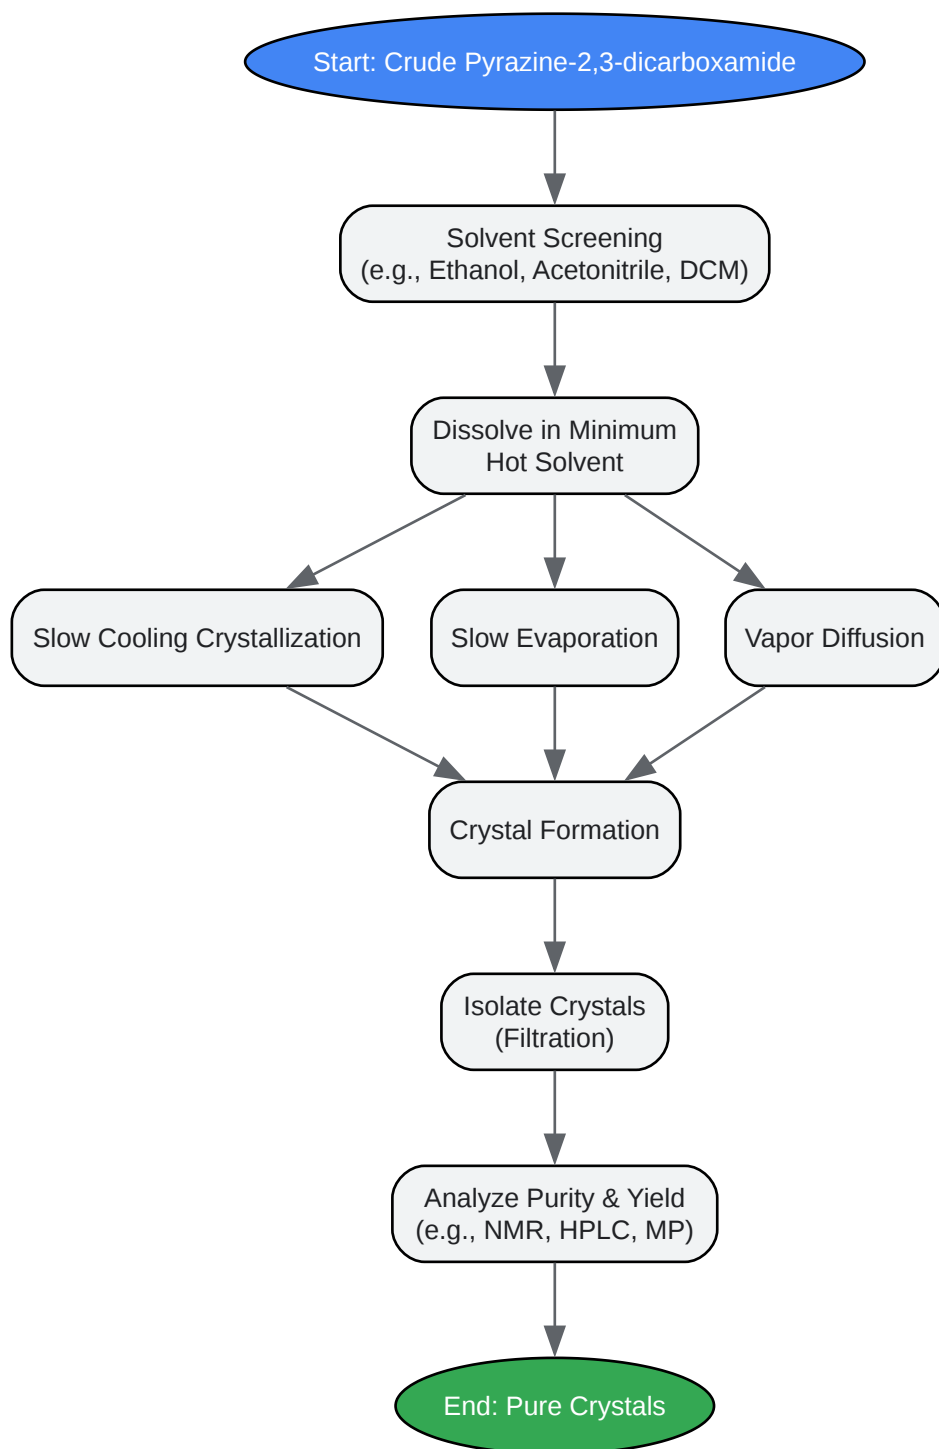 Start: Crude Pyrazine-2,3-dicarboxamide
Solvent Screening
(e.g., Ethanol, Acetonitrile, DCM)
Dissolve in Minimum
Hot Solvent
Slow Cooling Crystallization
Slow Evaporation
Vapor Diffusion
Crystal Formation
Isolate Crystals
(Filtration)
Analyze Purity & Yield
(e.g., NMR, HPLC, MP)
End: Pure Crystals